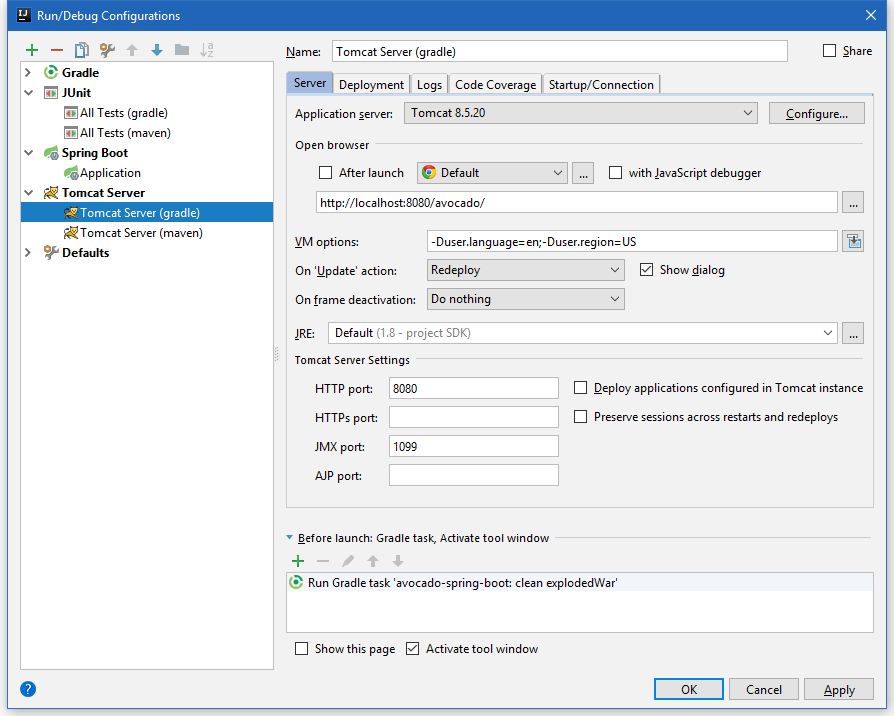 Run/Debug Configurations
Name: Tomcat Server (gradle) Share
Gradle
JUnit
All Tests (gradle)
All Tests (maven)
Spring Boot
Application
Tomcat Server
Tomcat Server (gradle)
Tomcat Server (maven)
Defaults
Server Deployment Logs Code Coverage Startup/Connection
Application server: Tomcat 8.5.20 Configure...
Open browser
After launch Default ... with JavaScript debugger
http://localhost:8080/avocado/ ...
VM options: -Duser.language=en;-Duser.region=US
On 'Update' action: Redeploy Show dialog
On frame deactivation: Do nothing
JRE: Default (1.8 - project SDK) ...
Tomcat Server Settings
HTTP port: 8080 Deploy applications configured in Tomcat instance
HTTPs port: Preserve sessions across restarts and redeploys
JMX port: 1099
AJP port:
Before launch: Gradle task, Activate tool window
Run Gradle task 'avocado-spring-boot: clean explodedWar'
Show this page Activate tool window
? OK Cancel Apply